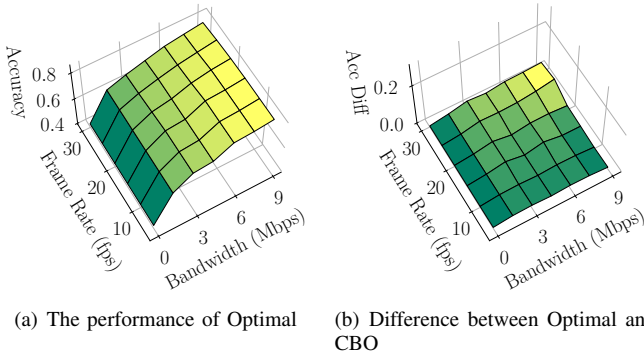 0.8
0.6
0.4
Accuracy
30
20
10
Frame Rate (fps)
0
3
6
9
Bandwidth (Mbps)
0.2
0.0
Acc Diff
30
20
10
Frame Rate (fps)
0
3
6
9
Bandwidth (Mbps)
(a) The performance of Optimal
(b) Difference between Optimal an
CBO